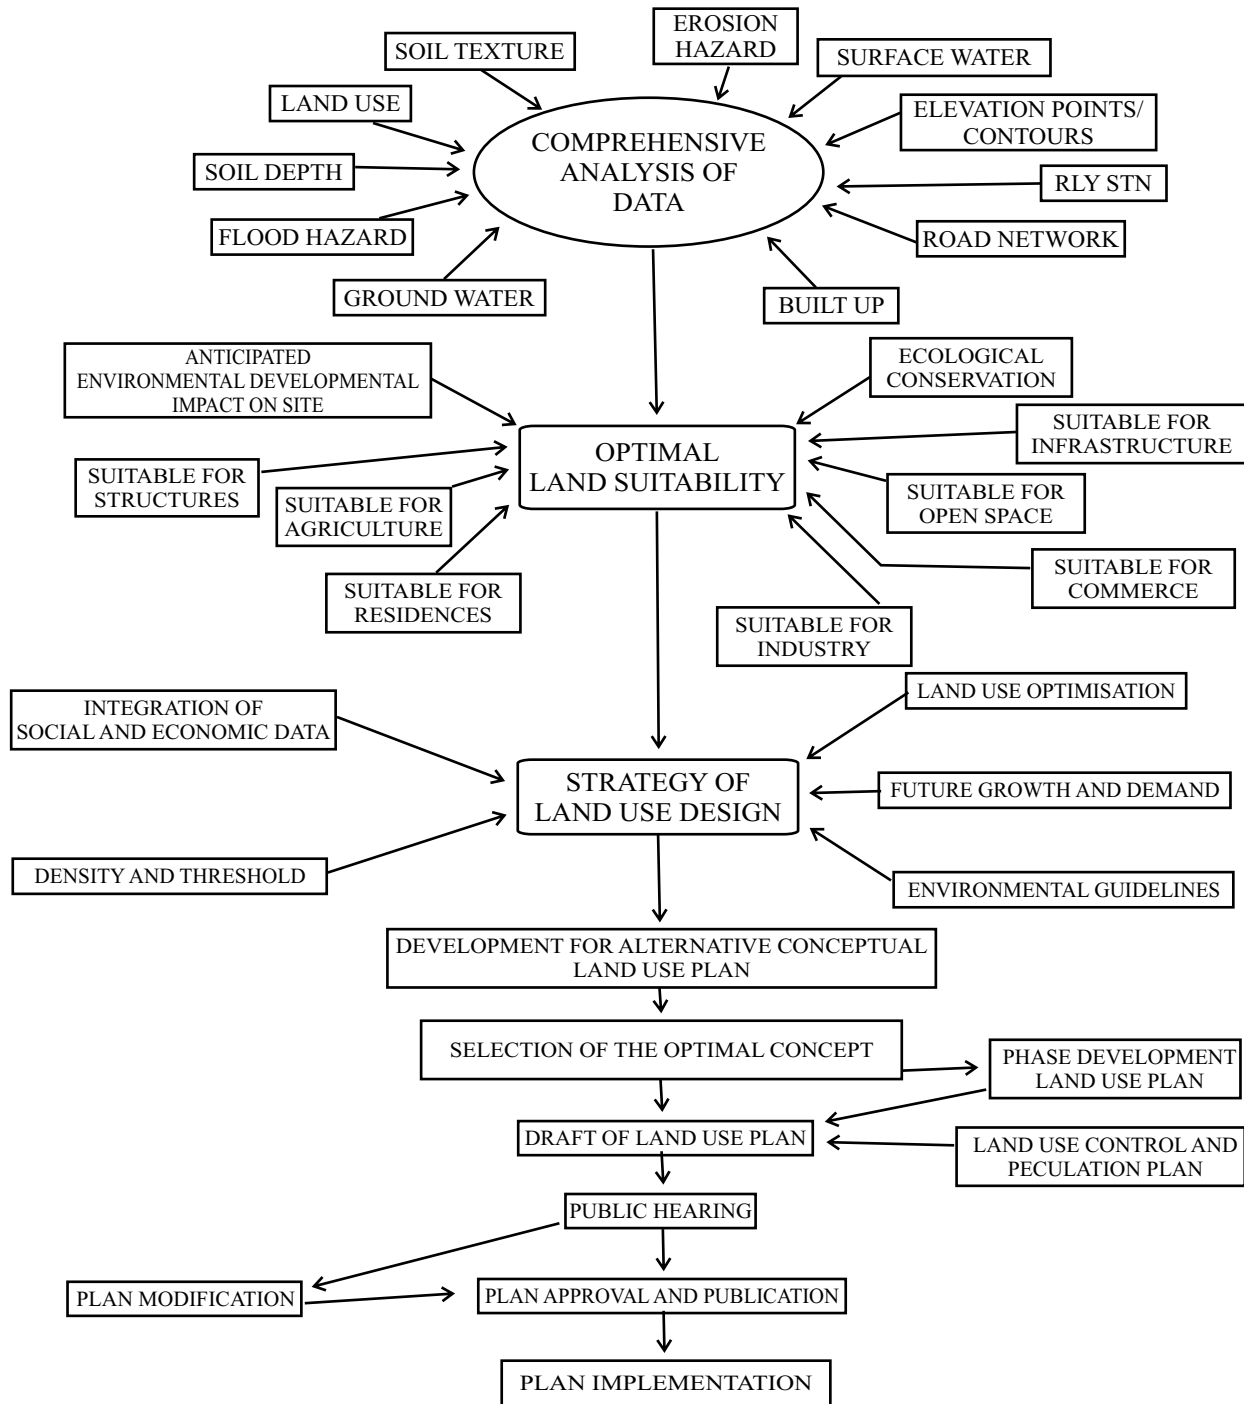 EROSION
HAZARD
SOIL TEXTURE
SURFACE WATER
LAND USE
ELEVATION POINTS/
CONTOURS
COMPREHENSIVE
ANALYSIS OF
DATA
SOIL DEPTH
RLY STN
FLOOD HAZARD
ROAD NETWORK
GROUND WATER
BUILT UP
ANTICIPATED
ENVIRONMENTAL DEVELOPMENTAL
IMPACT ON SITE
ECOLOGICAL
CONSERVATION
SUITABLE FOR
INFRASTRUCTURE
OPTIMAL
LAND SUITABILITY
SUITABLE FOR
STRUCTURES
SUITABLE FOR
AGRICULTURE
SUITABLE FOR
OPEN SPACE
SUITABLE FOR
RESIDENCES
SUITABLE FOR
COMMERCE
SUITABLE FOR
INDUSTRY
LAND USE OPTIMISATION
INTEGRATION OF
SOCIAL AND ECONOMIC DATA
STRATEGY OF
LAND USE DESIGN
FUTURE GROWTH AND DEMAND
DENSITY AND THRESHOLD
ENVIRONMENTAL GUIDELINES
DEVELOPMENT FOR ALTERNATIVE CONCEPTUAL
LAND USE PLAN
SELECTION OF THE OPTIMAL CONCEPT
PHASE DEVELOPMENT
LAND USE PLAN
DRAFT OF LAND USE PLAN
LAND USE CONTROL AND
PECULATION PLAN
PUBLIC HEARING
PLAN MODIFICATION
PLAN APPROVAL AND PUBLICATION
PLAN IMPLEMENTATION